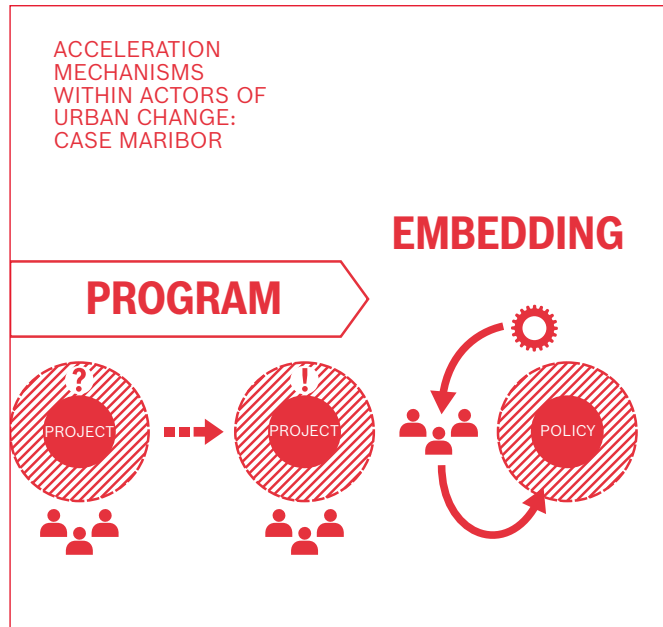 ACCELERATION
MECHANISMS
WITHIN ACTORS OF
URBAN CHANGE:
CASE MARIBOR
EMBEDDING
PROGRAM
?
!
PROJECT
PROJECT
POLICY